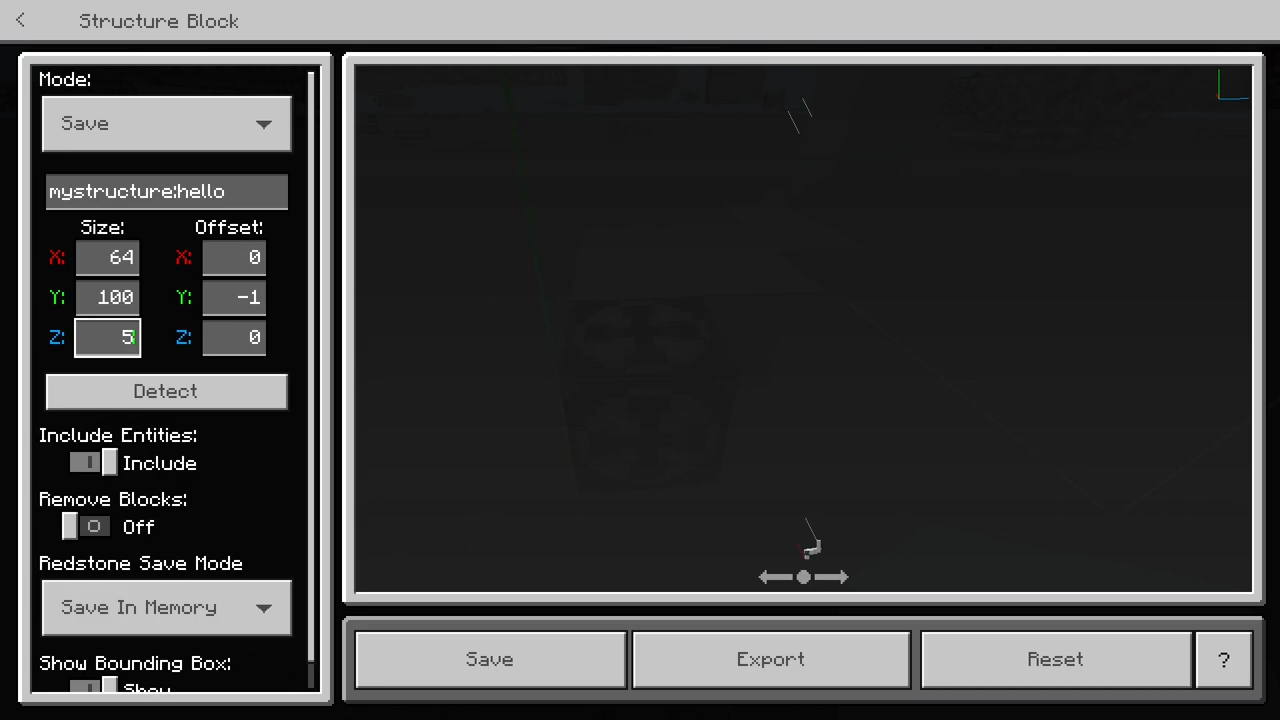 Structure Block
Mode:
Save
mystructure:hello
Size: Offset:
X: 64 X: 0
Y: 100 Y: -1
Z: 5 Z: 0
Detect
Include Entities:
Include
Remove Blocks:
Off
Redstone Save Mode
Save In Memory
Show Bounding Box:
Show
Save Export Reset ?